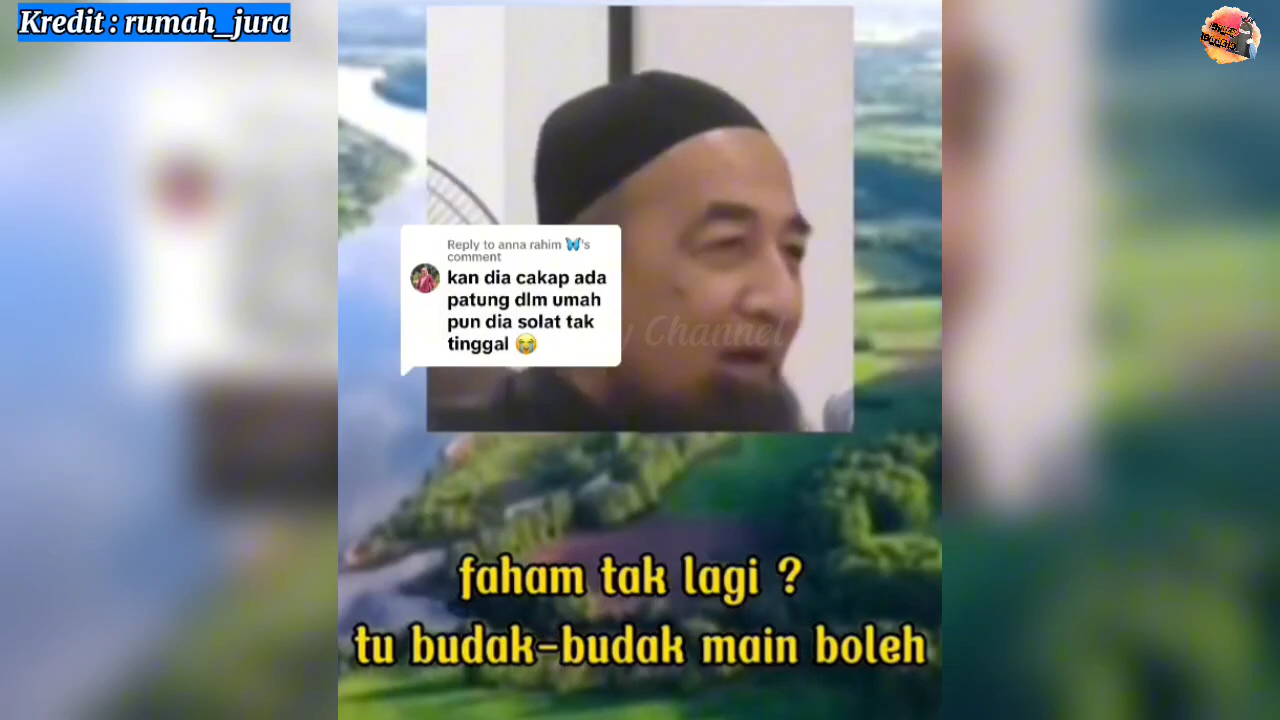 Kredit : rumah_jura
Reply to anna rahim 🦋's
comment
kan dia cakap ada
patung dlm umah
pun dia solat tak
tinggal 😭
Channel
faham tak lagi ?
tu budak-budak main boleh